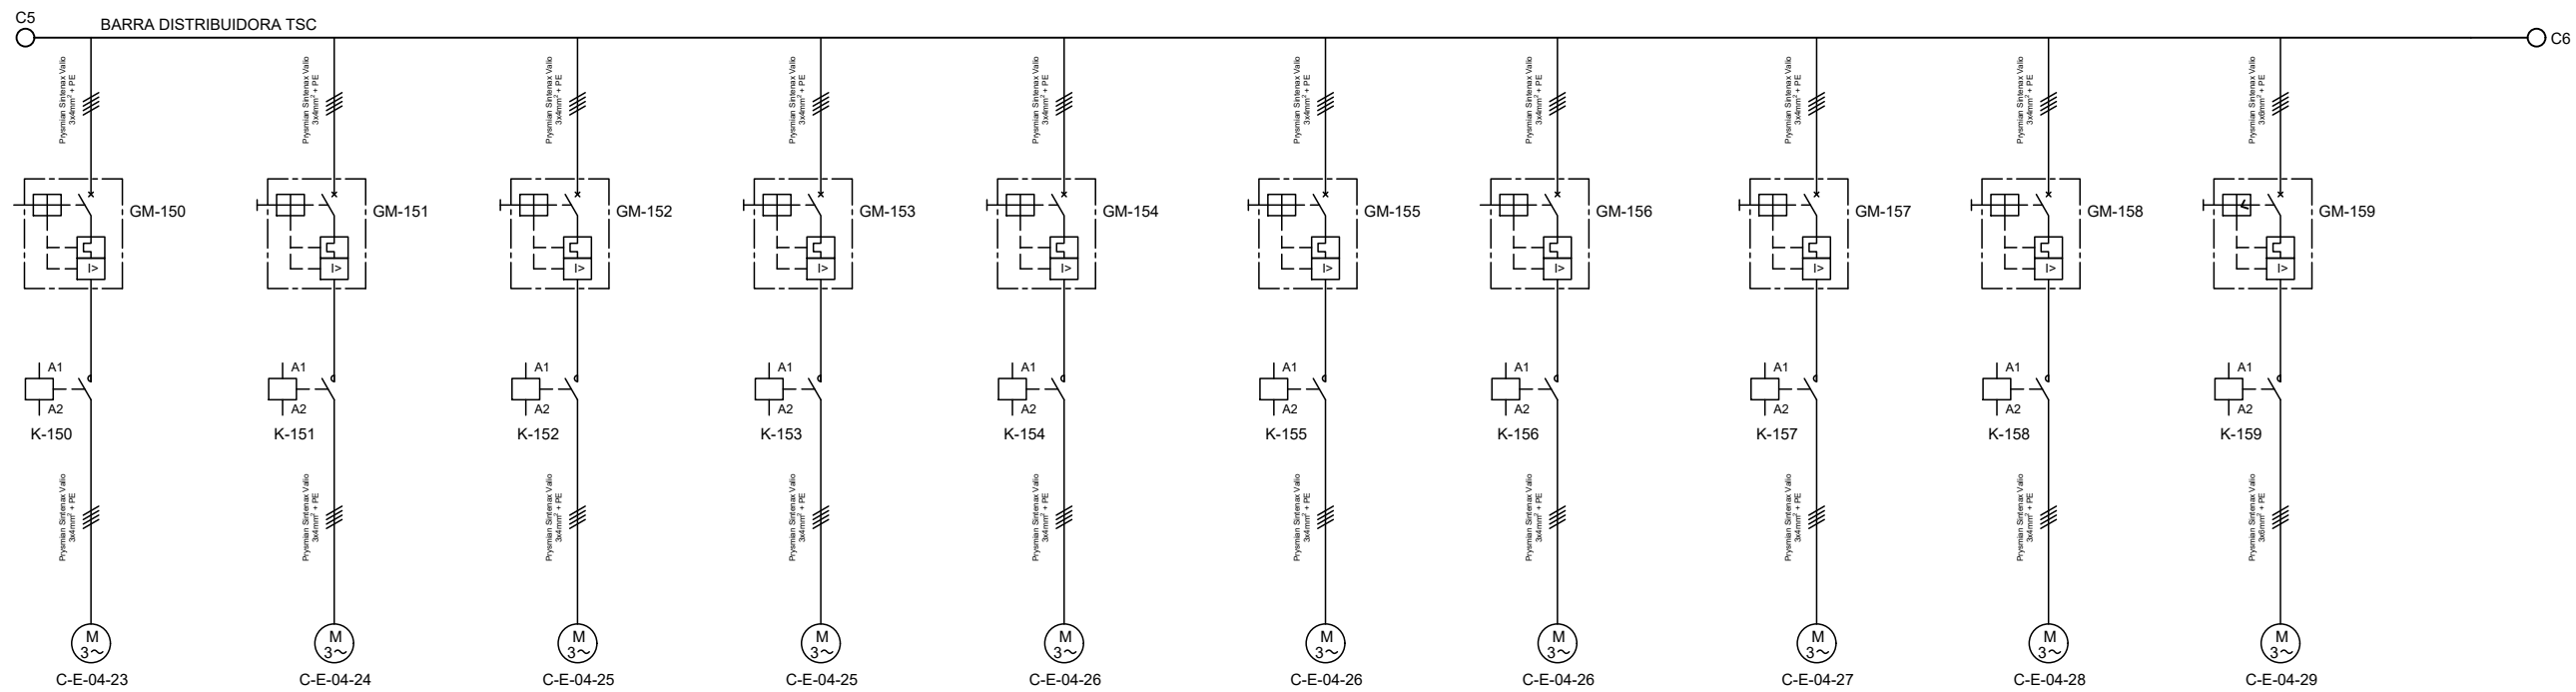 C5
BARRA DISTRIBUIDORA TSC
C6
Prysmian Sintenax Valio
3x4mm² + PE
Prysmian Sintenax Valio
3x4mm² + PE
Prysmian Sintenax Valio
3x4mm² + PE
Prysmian Sintenax Valio
3x4mm² + PE
Prysmian Sintenax Valio
3x4mm² + PE
Prysmian Sintenax Valio
3x4mm² + PE
Prysmian Sintenax Valio
3x4mm² + PE
Prysmian Sintenax Valio
3x4mm² + PE
Prysmian Sintenax Valio
3x4mm² + PE
Prysmian Sintenax Valio
3x6mm² + PE
GM-150
GM-151
GM-152
GM-153
GM-154
GM-155
GM-156
GM-157
GM-158
GM-159
I>
I>
I>
I>
I>
I>
I>
I>
I>
I>
A1
A1
A1
A1
A1
A1
A1
A1
A1
A1
A2
A2
A2
A2
A2
A2
A2
A2
A2
A2
K-150
K-151
K-152
K-153
K-154
K-155
K-156
K-157
K-158
K-159
Prysmian Sintenax Valio
3x4mm² + PE
Prysmian Sintenax Valio
3x4mm² + PE
Prysmian Sintenax Valio
3x4mm² + PE
Prysmian Sintenax Valio
3x4mm² + PE
Prysmian Sintenax Valio
3x4mm² + PE
Prysmian Sintenax Valio
3x4mm² + PE
Prysmian Sintenax Valio
3x4mm² + PE
Prysmian Sintenax Valio
3x4mm² + PE
Prysmian Sintenax Valio
3x4mm² + PE
Prysmian Sintenax Valio
3x6mm² + PE
M
3~
M
3~
M
3~
M
3~
M
3~
M
3~
M
3~
M
3~
M
3~
M
3~
C-E-04-23
C-E-04-24
C-E-04-25
C-E-04-25
C-E-04-26
C-E-04-26
C-E-04-26
C-E-04-27
C-E-04-28
C-E-04-29